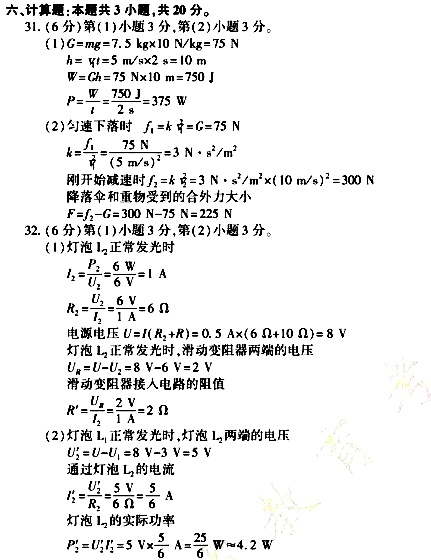 六、计算题:本题共3小题,共20分。
31.(6分)第(1)小题3分,第(2)小题3分。
(1)G=mg=7.5 kg×10 N/kg=75 N
h= v₁t=5 m/s×2 s=10 m
W=Gh=75 N×10 m=750 J
P=W/t=750 J/2 s=375 W
(2)匀速下落时 f₁=k v₁²=G=75 N
k=f₁/v₁²=75 N/(5 m/s)²=3 N·s²/m²
刚开始减速时f₂=k v₂²=3 N·s²/m²×(10 m/s)²=300 N
降落伞和重物受到的合外力大小
F=f₂-G=300 N-75 N=225 N
32.(6分)第(1)小题3分,第(2)小题3分。
(1)灯泡L₂正常发光时
I₂=P₂/U₂=6 W/6 V=1 A
R₂=U₂/I₂=6 V/1 A=6 Ω
电源电压U=I(R₂+R)=0.5 A×(6 Ω+10 Ω)=8 V
灯泡L₂正常发光时,滑动变阻器两端的电压
U_R=U-U₂=8 V-6 V=2 V
滑动变阻器接入电路的阻值
R′=U_R/I₂=2 V/1 A=2 Ω
(2)灯泡L₁正常发光时,灯泡L₂两端的电压
U₂′=U-U₁=8 V-3 V=5 V
通过灯泡L₂的电流
I₂′=U₂′/R₂=5 V/6 Ω=5/6 A
灯泡L₂的实际功率
P₂′=U₂′I₂′=5 V×5/6 A=25/6 W≈4.2 W